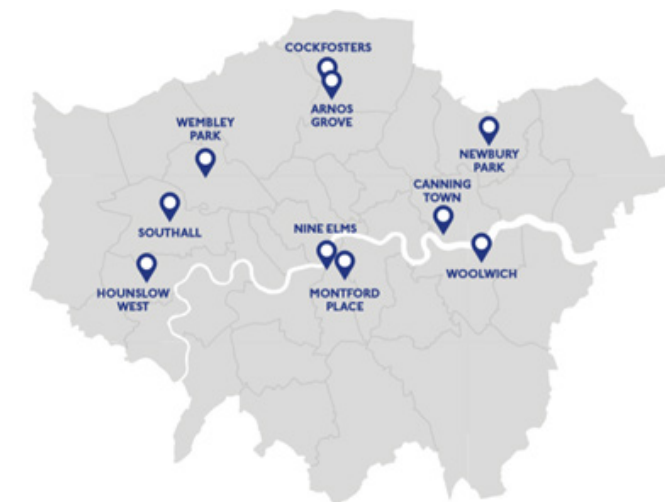 COCKFOSTERS
ARNOS
GROVE
WEMBLEY
PARK
NEWBURY
PARK
CANNING
TOWN
SOUTHALL
NINE ELMS
WOOLWICH
HOUNSLOW
WEST
MONTFORD
PLACE